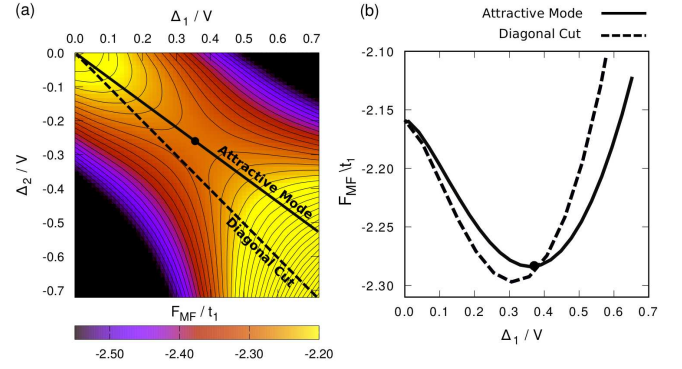 (a)
Δ1 / V
0.0 0.1 0.2 0.3 0.4 0.5 0.6 0.7
Δ2 / V
0.0
-0.1
-0.2
-0.3
-0.4
-0.5
-0.6
-0.7
Attractive Mode
Diagonal Cut
FMF / t1
-2.50 -2.40 -2.30 -2.20
(b)
Attractive Mode
Diagonal Cut
FMF \t1
-2.10
-2.15
-2.20
-2.25
-2.30
0.0 0.1 0.2 0.3 0.4 0.5 0.6 0.7
Δ1 / V